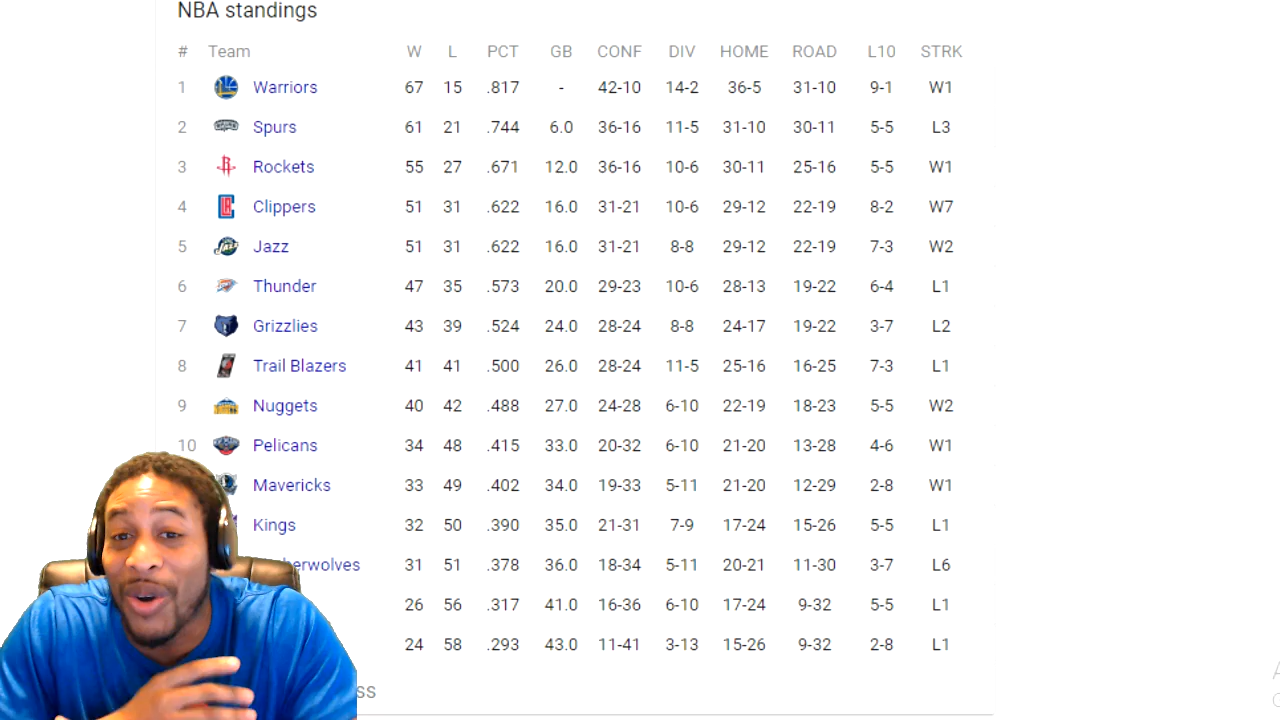 NBA standings
# Team W L PCT GB CONF DIV HOME ROAD L10 STRK
1 Warriors 67 15 .817 - 42-10 14-2 36-5 31-10 9-1 W1
2 Spurs 61 21 .744 6.0 36-16 11-5 31-10 30-11 5-5 L3
3 Rockets 55 27 .671 12.0 36-16 10-6 30-11 25-16 5-5 W1
4 Clippers 51 31 .622 16.0 31-21 10-6 29-12 22-19 8-2 W7
5 Jazz 51 31 .622 16.0 31-21 8-8 29-12 22-19 7-3 W2
6 Thunder 47 35 .573 20.0 29-23 10-6 28-13 19-22 6-4 L1
7 Grizzlies 43 39 .524 24.0 28-24 8-8 24-17 19-22 3-7 L2
8 Trail Blazers 41 41 .500 26.0 28-24 11-5 25-16 16-25 7-3 L1
9 Nuggets 40 42 .488 27.0 24-28 6-10 22-19 18-23 5-5 W2
10 Pelicans 34 48 .415 33.0 20-32 6-10 21-20 13-28 4-6 W1
Mavericks 33 49 .402 34.0 19-33 5-11 21-20 12-29 2-8 W1
Kings 32 50 .390 35.0 21-31 7-9 17-24 15-26 5-5 L1
erwolves 31 51 .378 36.0 18-34 5-11 20-21 11-30 3-7 L6
26 56 .317 41.0 16-36 6-10 17-24 9-32 5-5 L1
24 58 .293 43.0 11-41 3-13 15-26 9-32 2-8 L1
ss